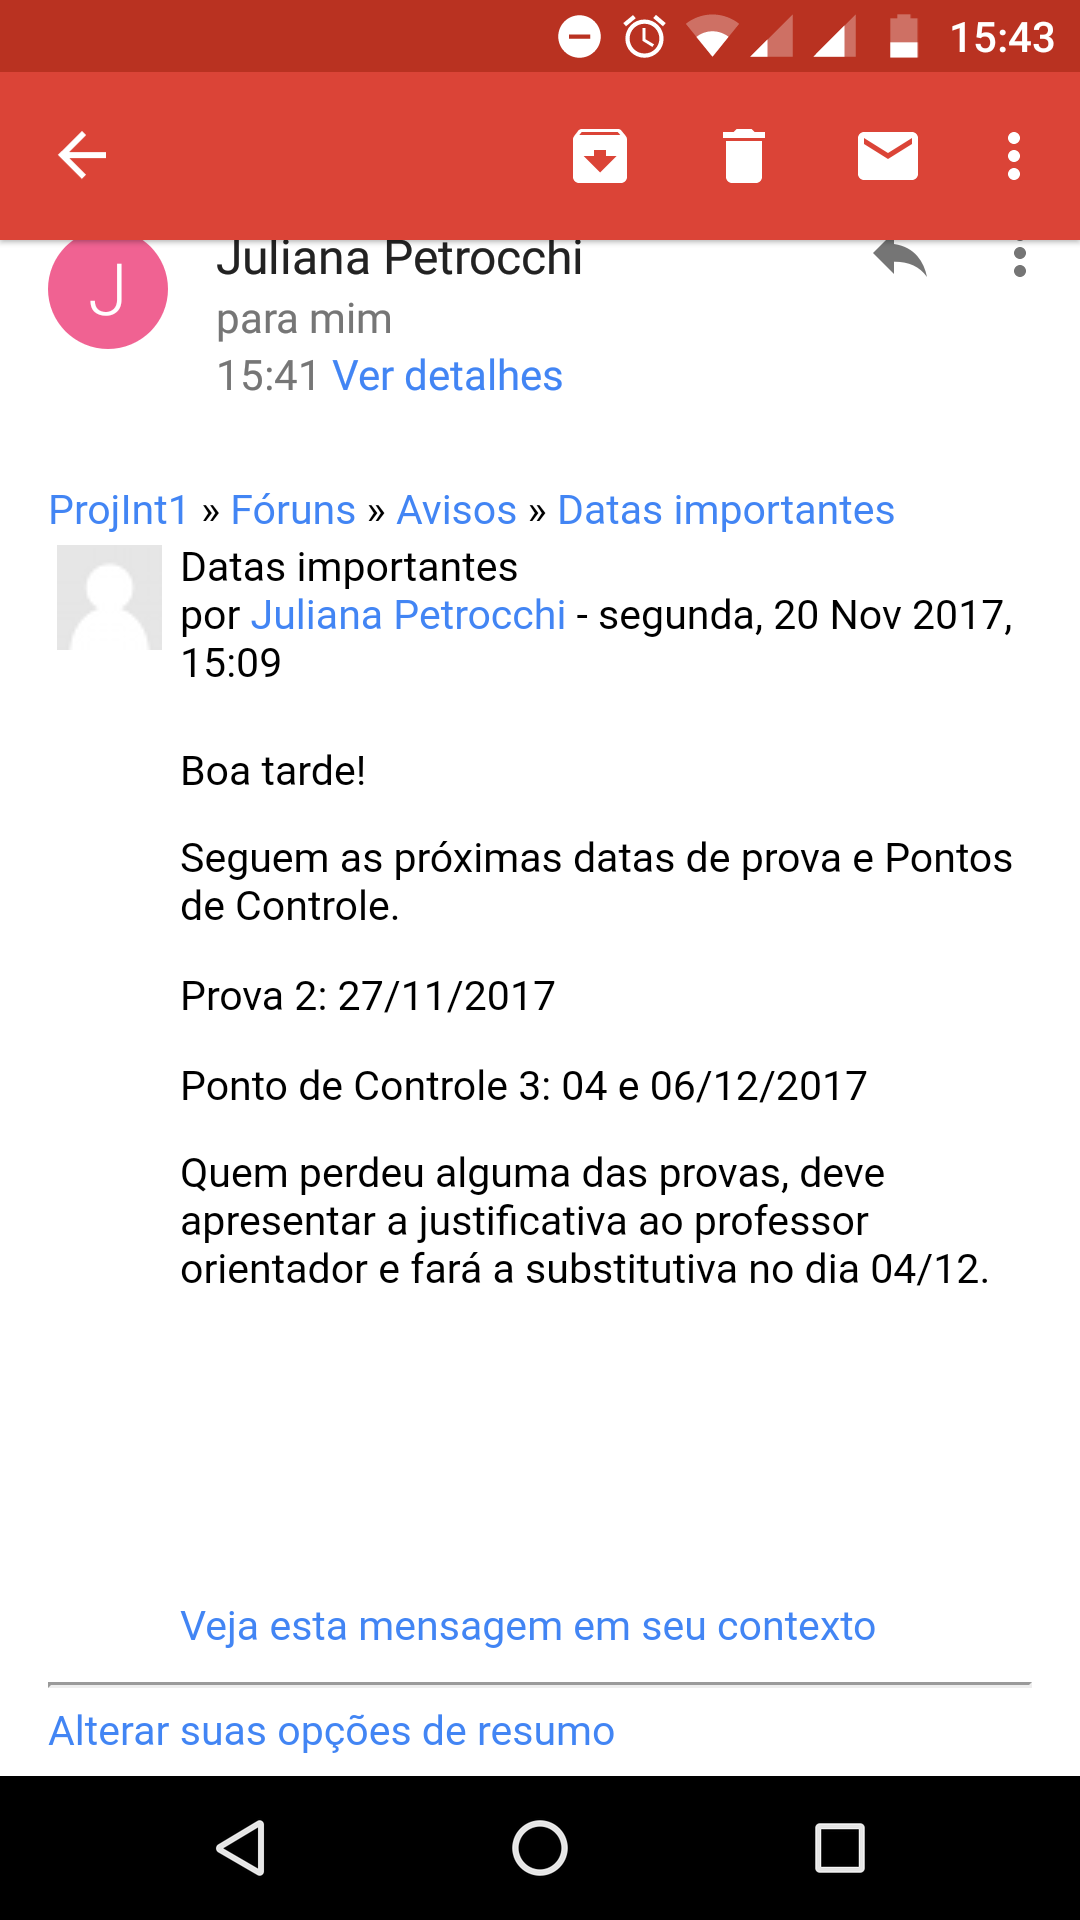 15:43
Juliana Petrocchi
J
para mim
15:41 Ver detalhes
ProjInt1 » Fóruns » Avisos » Datas importantes
Datas importantes
por Juliana Petrocchi - segunda, 20 Nov 2017,
15:09
Boa tarde!
Seguem as próximas datas de prova e Pontos
de Controle.
Prova 2: 27/11/2017
Ponto de Controle 3: 04 e 06/12/2017
Quem perdeu alguma das provas, deve
apresentar a justificativa ao professor
orientador e fará a substitutiva no dia 04/12.
Veja esta mensagem em seu contexto
Alterar suas opções de resumo